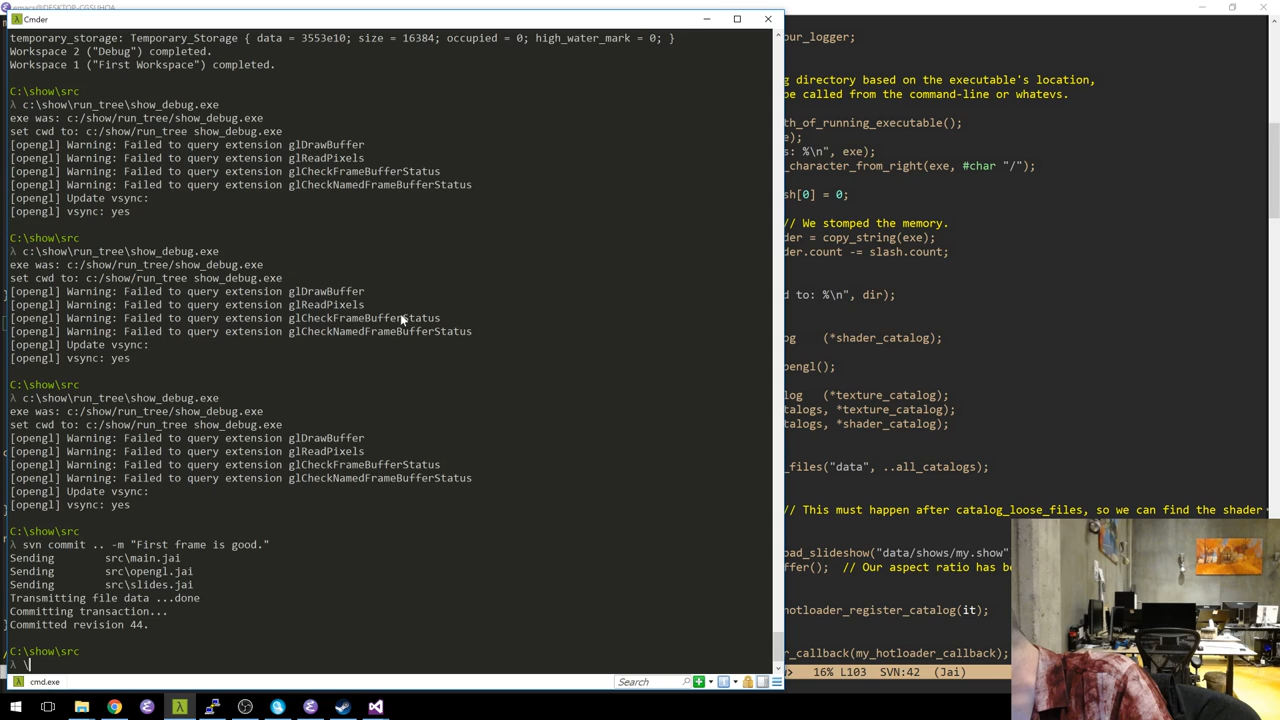 emacs@DESKTOP-CGSUHOA
Cmder
temporary_storage: Temporary_Storage { data = 3553e10; size = 16384; occupied = 0; high_water_mark = 0; }
Workspace 2 ("Debug") completed.
Workspace 1 ("First Workspace") completed.
C:\show\src
λ c:\show\run_tree\show_debug.exe
exe was: c:/show/run_tree/show_debug.exe
set cwd to: c:/show/run_tree show_debug.exe
[opengl] Warning: Failed to query extension glDrawBuffer
[opengl] Warning: Failed to query extension glReadPixels
[opengl] Warning: Failed to query extension glCheckFrameBufferStatus
[opengl] Warning: Failed to query extension glCheckNamedFrameBufferStatus
[opengl] Update vsync:
[opengl] vsync: yes
C:\show\src
λ c:\show\run_tree\show_debug.exe
exe was: c:/show/run_tree/show_debug.exe
set cwd to: c:/show/run_tree show_debug.exe
[opengl] Warning: Failed to query extension glDrawBuffer
[opengl] Warning: Failed to query extension glReadPixels
[opengl] Warning: Failed to query extension glCheckFrameBufferStatus
[opengl] Warning: Failed to query extension glCheckNamedFrameBufferStatus
[opengl] Update vsync:
[opengl] vsync: yes
C:\show\src
λ c:\show\run_tree\show_debug.exe
exe was: c:/show/run_tree/show_debug.exe
set cwd to: c:/show/run_tree show_debug.exe
[opengl] Warning: Failed to query extension glDrawBuffer
[opengl] Warning: Failed to query extension glReadPixels
[opengl] Warning: Failed to query extension glCheckFrameBufferStatus
[opengl] Warning: Failed to query extension glCheckNamedFrameBufferStatus
[opengl] Update vsync:
[opengl] vsync: yes
C:\show\src
λ svn commit .. -m "First frame is good."
Sending src\main.jai
Sending src\opengl.jai
Sending src\slides.jai
Transmitting file data ...done
Committing transaction...
Committed revision 44.
C:\show\src
λ \
cmd.exe
Search
our_logger;
g directory based on the executable's location,
be called from the command-line or whatevs.
th_of_running_executable();
e);
s: %\n", exe);
_character_from_right(exe, #char "/");
sh[0] = 0;
// We stomped the memory.
der = copy_string(exe);
der.count -= slash.count;
d to: %\n", dir);
og (*shader_catalog);
pengl();
log (*texture_catalog);
catalogs, *texture_catalog);
catalogs, *shader_catalog);
_files("data", ..all_catalogs);
// This must happen after catalog_loose_files, so we can find the shader
oad_slideshow("data/shows/my.show"
uffer(); // Our aspect ratio has be
hotloader_register_catalog(it);
er_callback(my_hotloader_callback);
16% L103 SVN:42 (Jai)